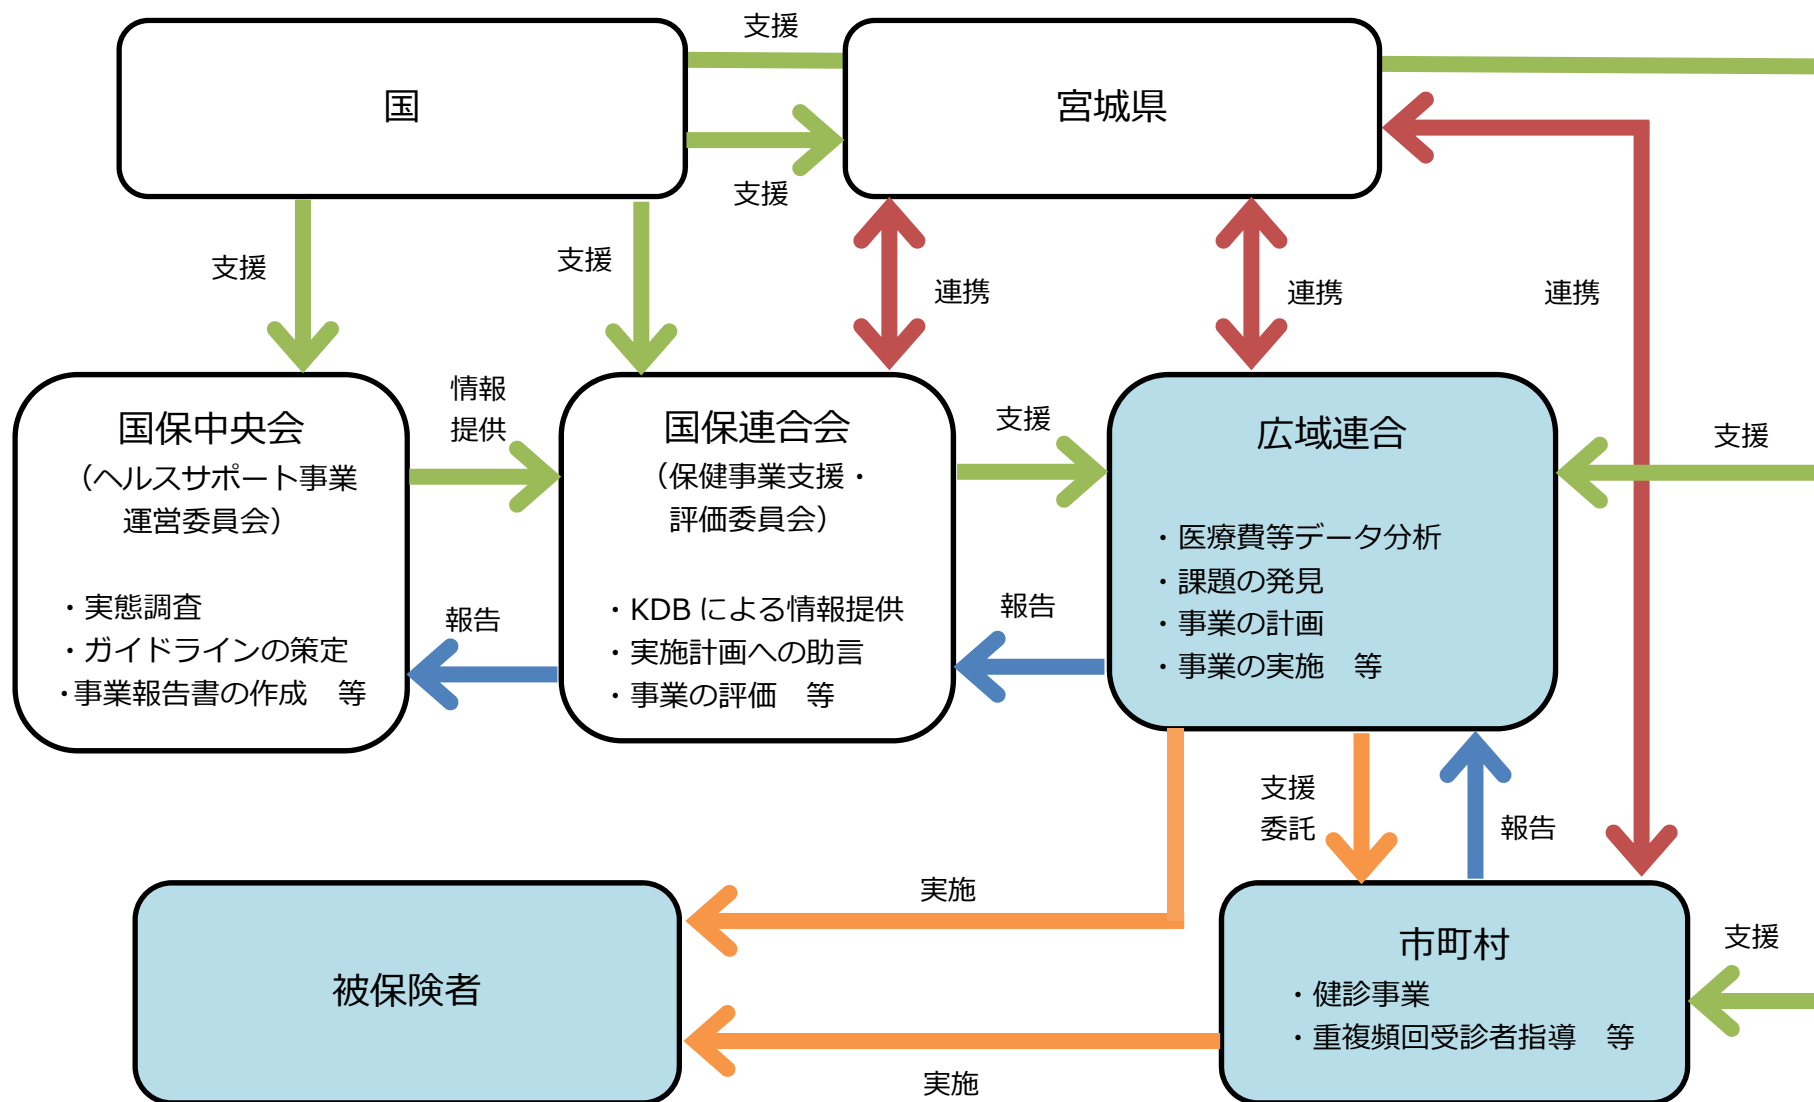 支援
国
宮城県
支援
支援
支援
連携
連携
連携
国保中央会
（ヘルスサポート事業
運営委員会）
・実態調査
・ガイドラインの策定
・事業報告書の作成　等
情報
提供
報告
国保連合会
（保健事業支援・
評価委員会）
・KDB による情報提供
・実施計画への助言
・事業の評価　等
支援
報告
広域連合
・医療費等データ分析
・課題の発見
・事業の計画
・事業の実施　等
支援
支援
委託
報告
実施
被保険者
実施
市町村
・健診事業
・重複頻回受診者指導　等
支援